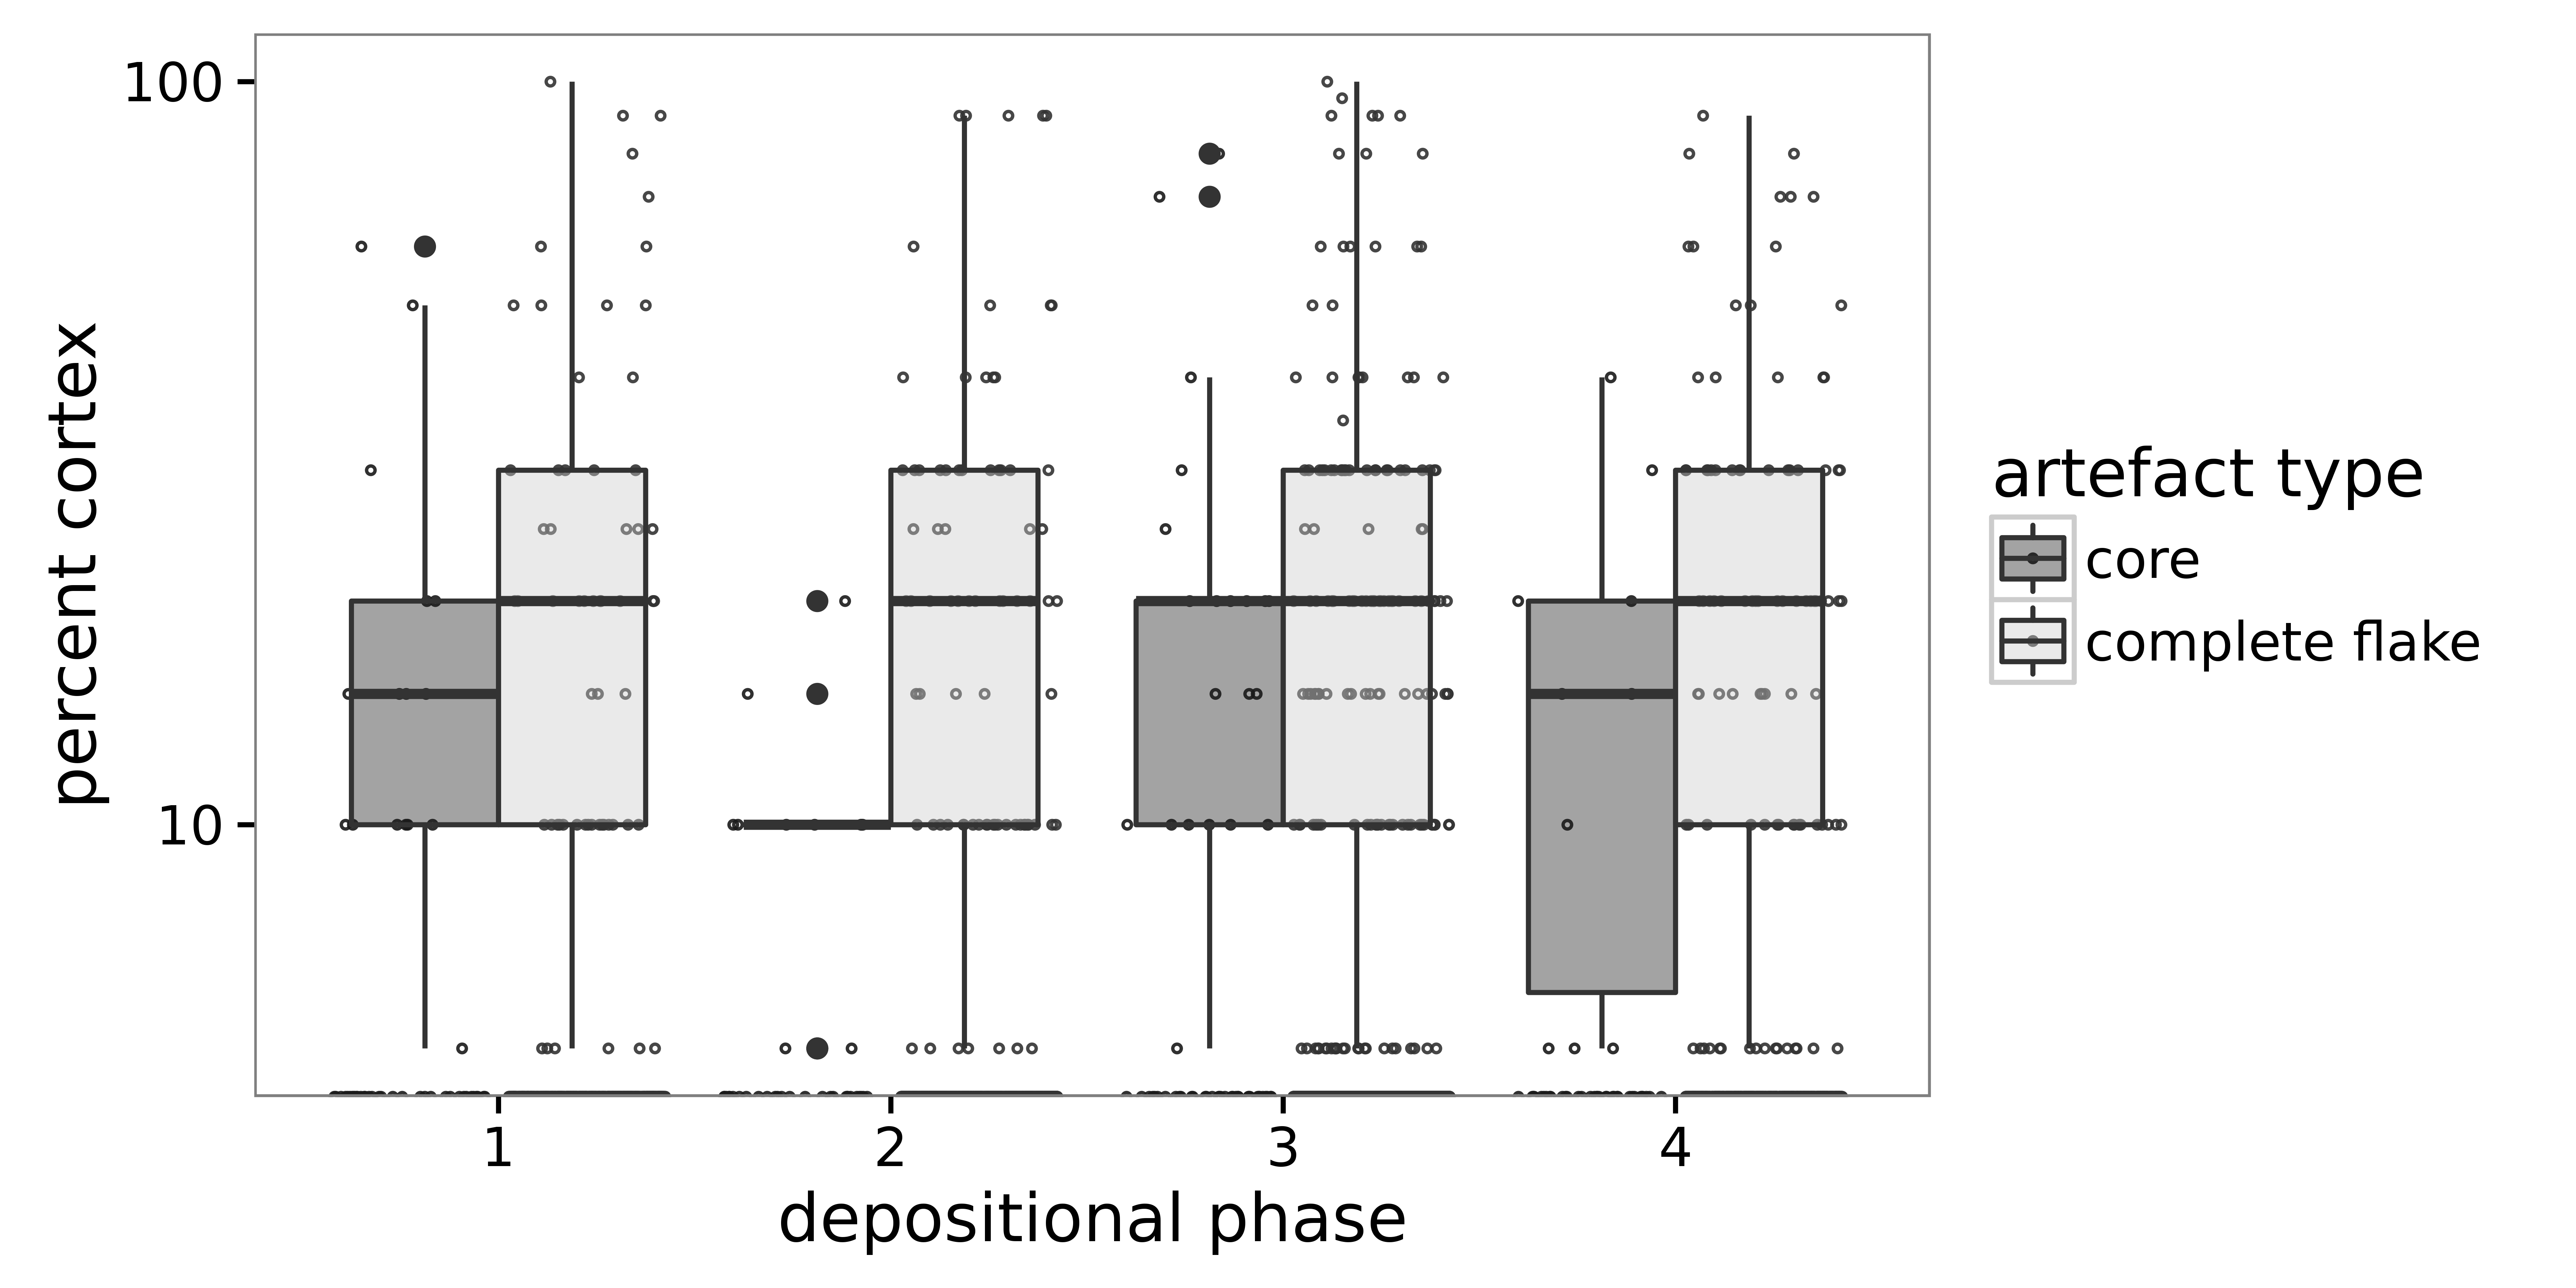 100
10
percent cortex
1 2 3 4
depositional phase
artefact type
core
complete flake